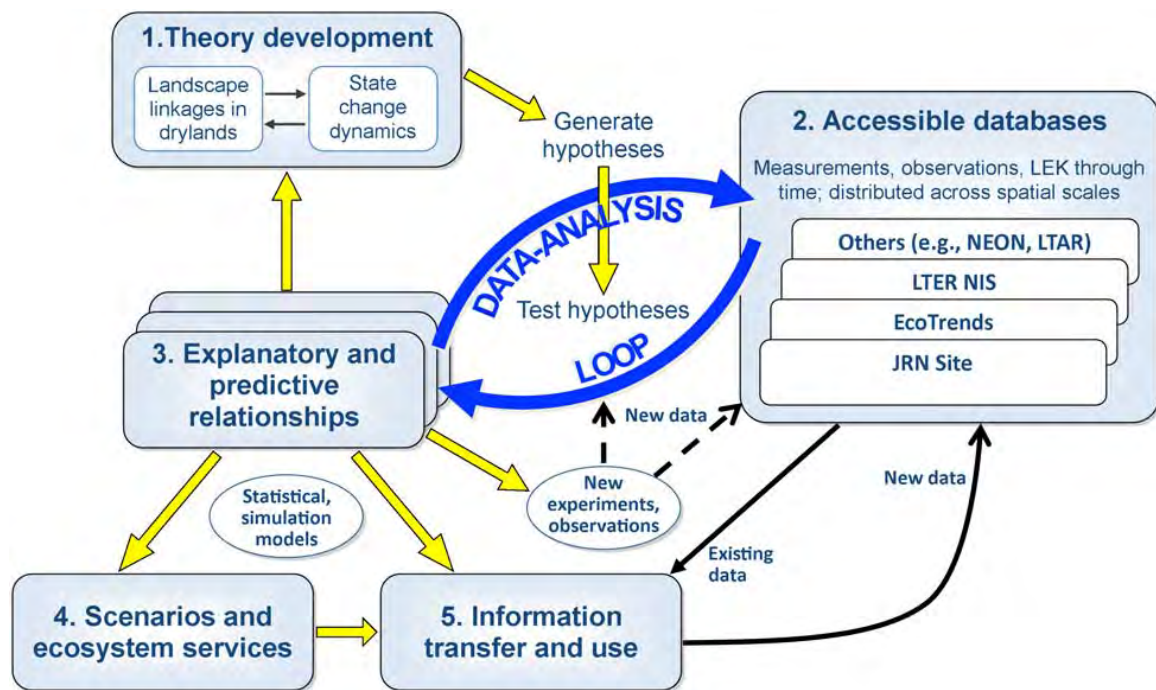 1.Theory development
Landscape
linkages in
drylands
State
change
dynamics
Generate
hypotheses
2. Accessible databases
Measurements, observations, LEK through
time; distributed across spatial scales
Others (e.g., NEON, LTAR)
LTER NIS
EcoTrends
JRN Site
DATA-ANALYSIS
Test hypotheses
LOOP
3. Explanatory and
predictive
relationships
New data
New
experiments,
observations
New data
Statistical,
simulation
models
Existing
data
4. Scenarios and
ecosystem services
5. Information
transfer and use